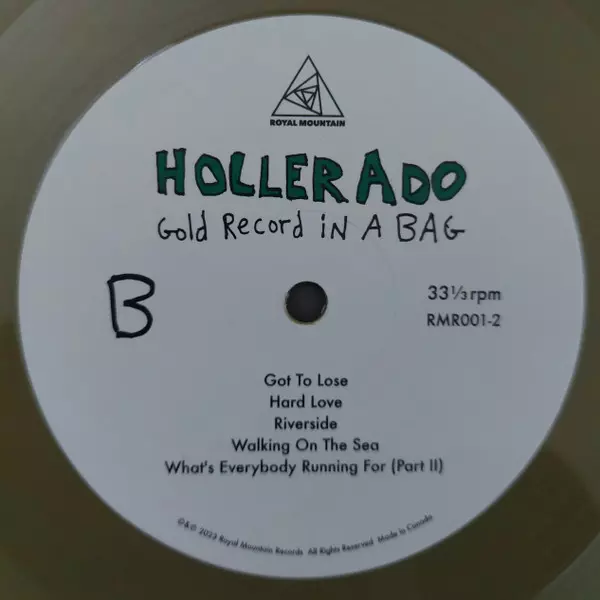 ROYAL MOUNTAIN
HOLLERADO
Gold Record iN A BAG
B
33⅓ rpm
RMR001-2
Got To Lose
Hard Love
Riverside
Walking On The Sea
What's Everybody Running For (Part II)
℗&© 2023 Royal Mountain Records All Rights Reserved Made in Canada